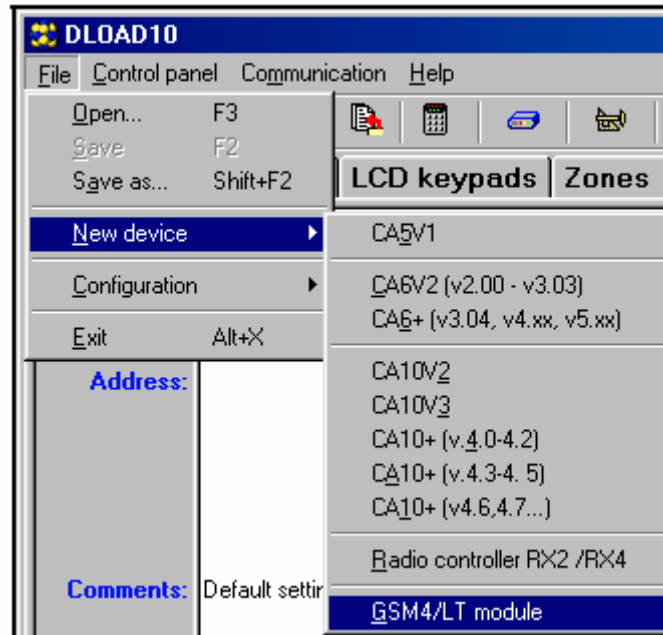 DLOAD10
File Control panel Communication Help
Open... F3
Save F2
Save as... Shift+F2
LCD keypads Zones
New device
CA5V1
Configuration
CA6V2 (v2.00 - v3.03)
CA6+ (v3.04, v4.xx, v5.xx)
Exit Alt+X
CA10V2
Address:
CA10V3
CA10+ (v.4.0-4.2)
CA10+ (v.4.3-4. 5)
CA10+ (v4.6,4.7...)
Radio controller RX2 /RX4
Comments: Default settin
GSM4/LT module